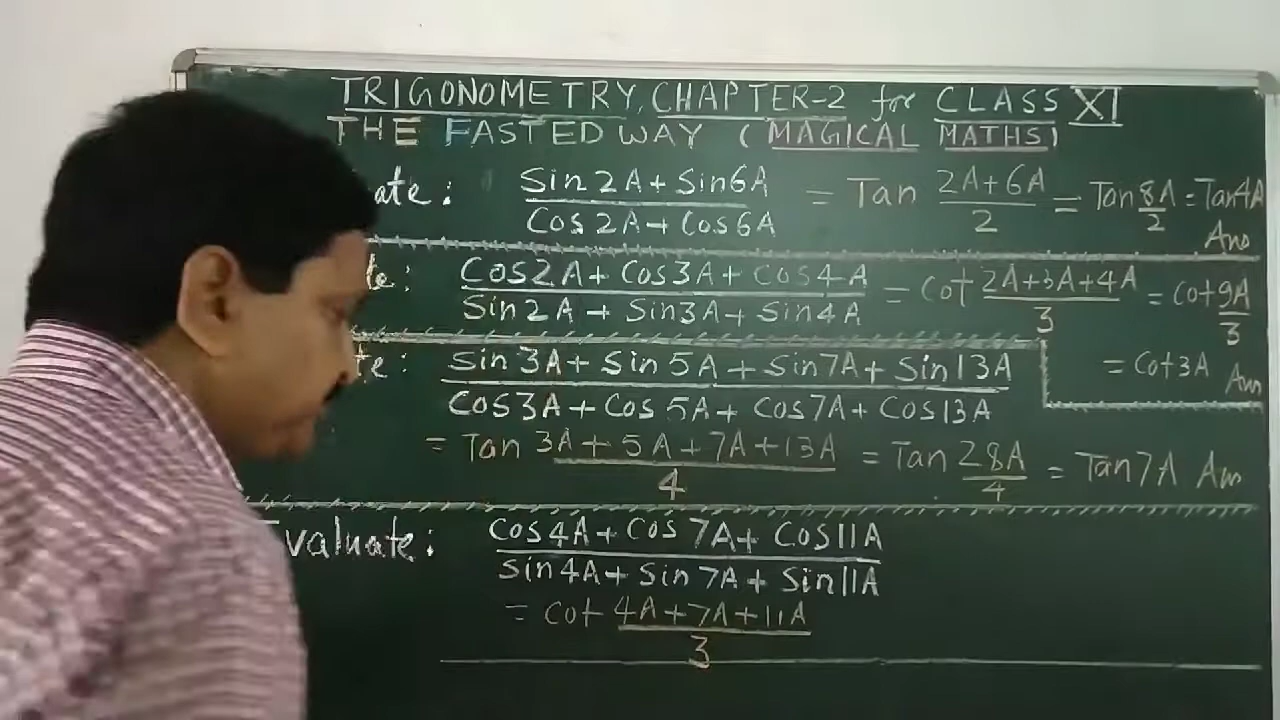 TRIGONOMETRY, CHAPTER-2 for CLASS XI
THE FASTED WAY (MAGICAL MATHS)
ate: Sin2A+Sin6A / Cos2A+Cos6A = Tan 2A+6A / 2 = Tan 8A / 2 = Tan4A
Ans
te: Cos2A+Cos3A+Cos4A / Sin2A+Sin3A+Sin4A = Cot 2A+3A+4A / 3 = Cot 9A / 3
= Cot3A Ans
te: Sin3A+Sin5A+Sin7A+Sin13A / Cos3A+Cos5A+Cos7A+Cos13A
= Tan 3A+5A+7A+13A / 4 = Tan 28A / 4 = Tan7A Ans
Evaluate: Cos4A+Cos7A+Cos11A / Sin4A+Sin7A+Sin11A
= Cot 4A+7A+11A / 3